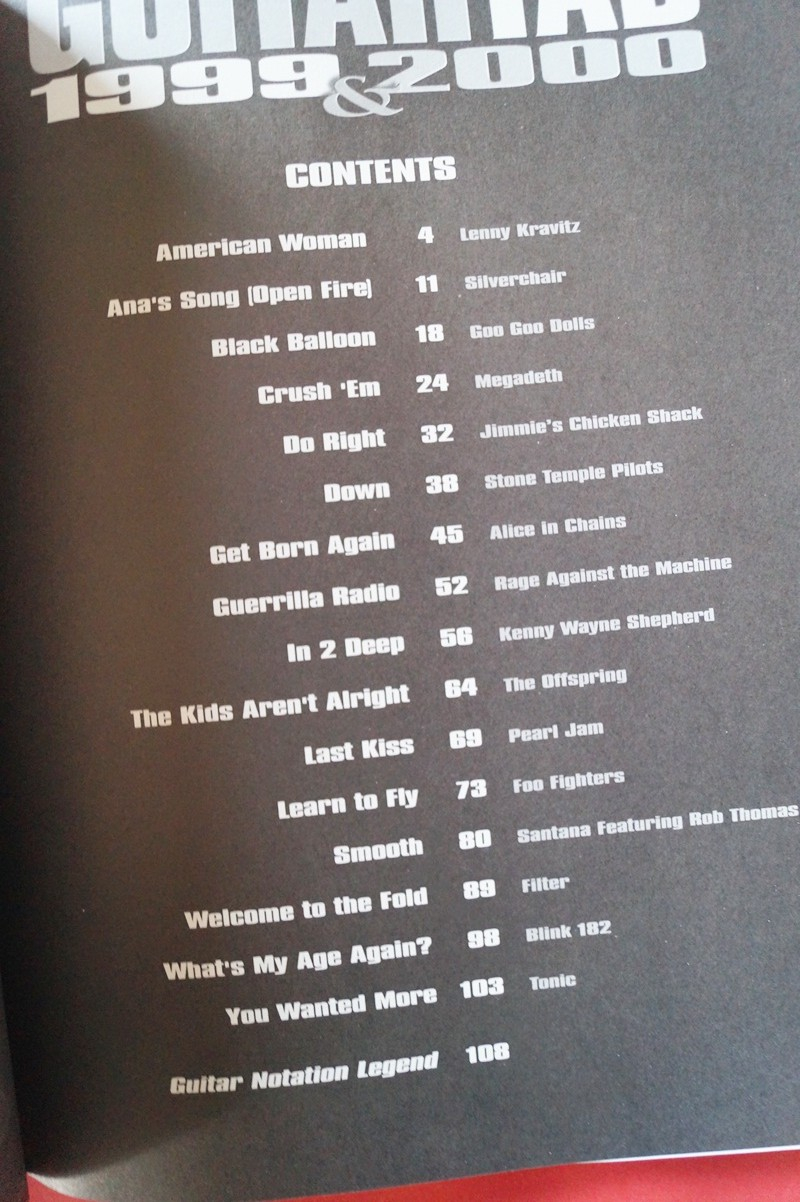 GUITARTAB
1999 & 2000
CONTENTS
American Woman 4 Lenny Kravitz
Ana's Song (Open Fire) 11 Silverchair
Black Balloon 18 Goo Goo Dolls
Crush 'Em 24 Megadeth
Do Right 32 Jimmie's Chicken Shack
Down 38 Stone Temple Pilots
Get Born Again 45 Alice in Chains
Guerrilla Radio 52 Rage Against the Machine
In 2 Deep 56 Kenny Wayne Shepherd
The Kids Aren't Alright 64 The Offspring
Last Kiss 69 Pearl Jam
Learn to Fly 73 Foo Fighters
Smooth 80 Santana Featuring Rob Thomas
Welcome to the Fold 89 Filter
What's My Age Again? 98 Blink 182
You Wanted More 103 Tonic
Guitar Notation Legend 108